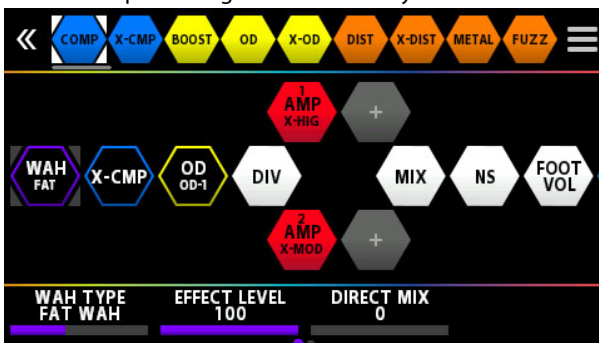 COMP X-CMP BOOST OD X-OD DIST X-DIST METAL FUZZ
1
AMP
X-HIG
+
WAH
FAT
X-CMP
OD
OD-1
DIV
MIX
NS
FOOT
VOL
2
AMP
X-MOD
+
WAH TYPE
FAT WAH
EFFECT LEVEL
100
DIRECT MIX
0